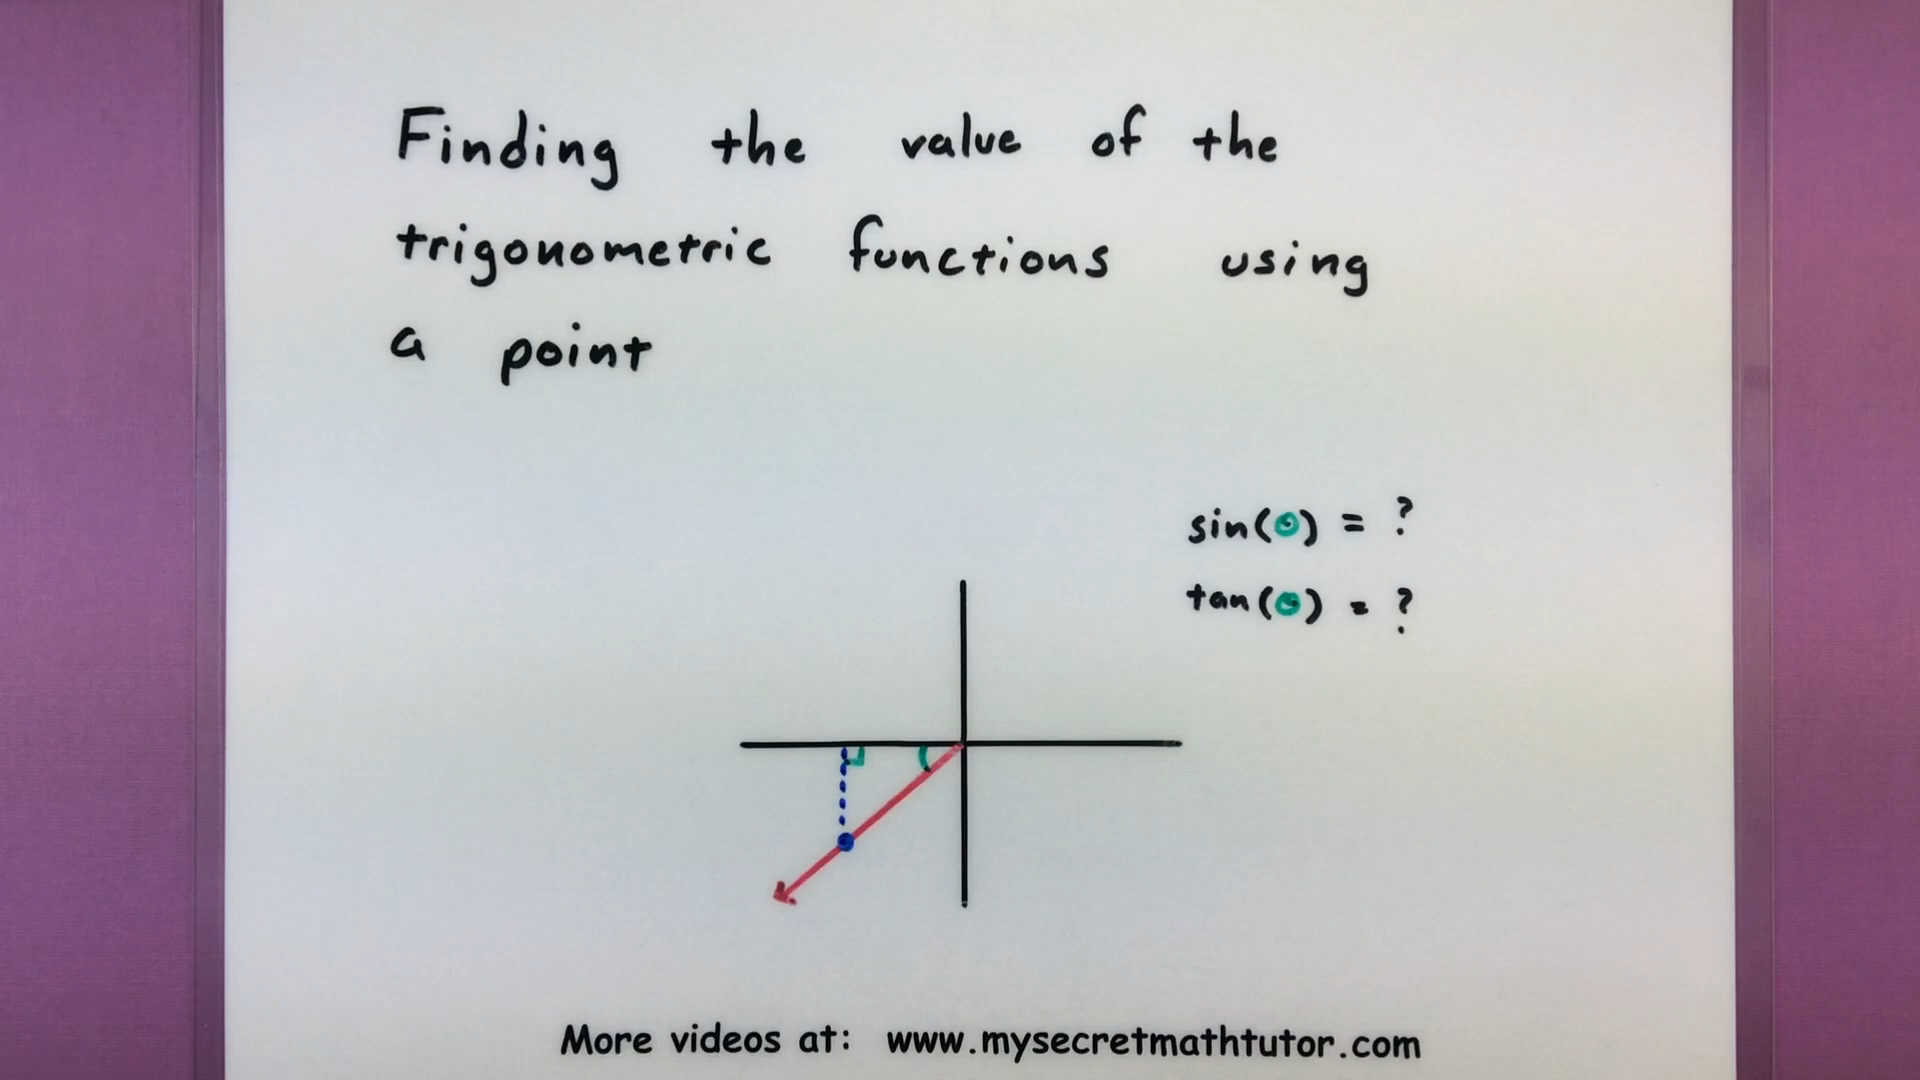 Finding the value of the
trigonometric functions using
a point
sin(θ) = ?
tan(θ) = ?
More videos at: www.mysecretmathtutor.com